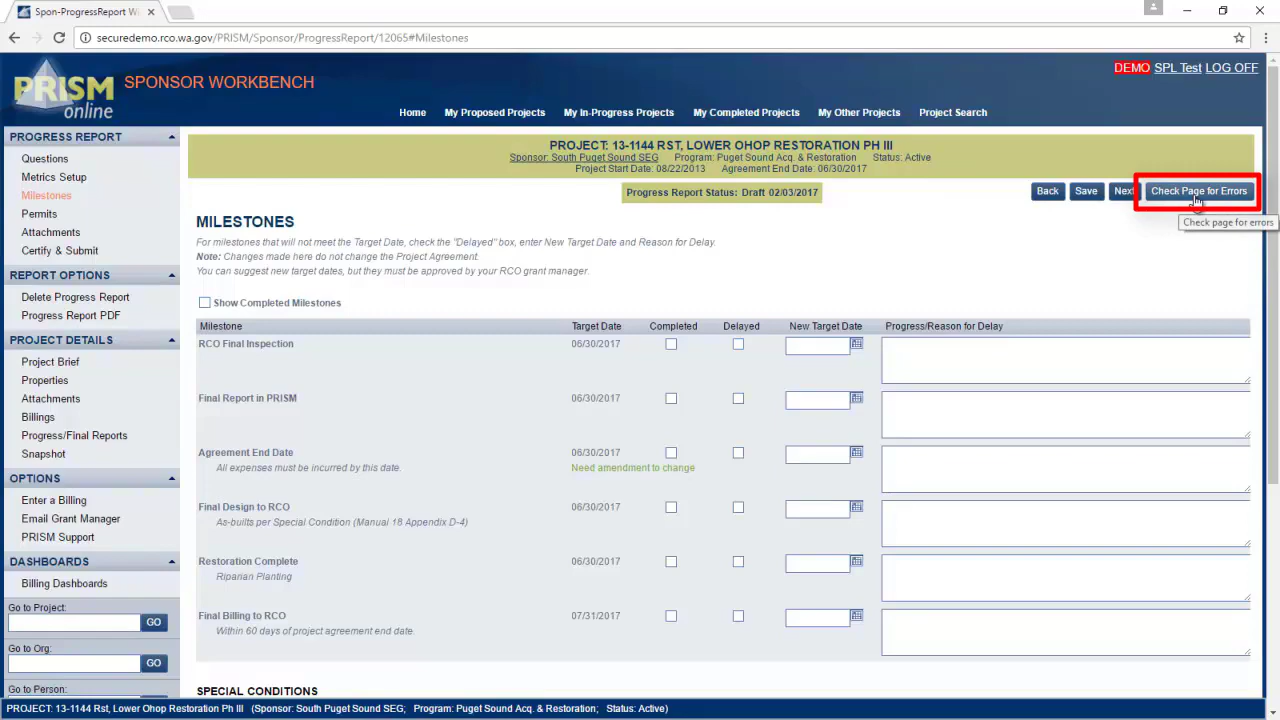 Spon-ProgressReport W
securedemo.rco.wa.gov/PRISM/Sponsor/ProgressReport/12065#Milestones
PRISM
online
SPONSOR WORKBENCH
DEMO SPL Test LOG OFF
Home My Proposed Projects My In-Progress Projects My Completed Projects My Other Projects Project Search
PROGRESS REPORT
Questions
Metrics Setup
Milestones
Permits
Attachments
Certify & Submit
REPORT OPTIONS
Delete Progress Report
Progress Report PDF
PROJECT DETAILS
Project Brief
Properties
Attachments
Billings
Progress/Final Reports
Snapshot
OPTIONS
Enter a Billing
Email Grant Manager
PRISM Support
DASHBOARDS
Billing Dashboards
Go to Project:
GO
Go to Org:
GO
Go to Person:
PROJECT: 13-1144 RST, LOWER OHOP RESTORATION PH III
Sponsor: South Puget Sound SEG Program: Puget Sound Acq. & Restoration Status: Active
Project Start Date: 08/22/2013 Agreement End Date: 06/30/2017
Progress Report Status: Draft 02/03/2017
Back Save Next Check Page for Errors
Check page for errors
MILESTONES
For milestones that will not meet the Target Date, check the "Delayed" box, enter New Target Date and Reason for Delay.
Note: Changes made here do not change the Project Agreement.
You can suggest new target dates, but they must be approved by your RCO grant manager.
Show Completed Milestones
Milestone Target Date Completed Delayed New Target Date Progress/Reason for Delay
RCO Final Inspection 06/30/2017
Final Report in PRISM 06/30/2017
Agreement End Date 06/30/2017
All expenses must be incurred by this date. Need amendment to change
Final Design to RCO 06/30/2017
As-builts per Special Condition (Manual 18 Appendix D-4)
Restoration Complete 06/30/2017
Riparian Planting
Final Billing to RCO 07/31/2017
Within 60 days of project agreement end date.
SPECIAL CONDITIONS
PROJECT: 13-1144 Rst, Lower Ohop Restoration Ph III (Sponsor: South Puget Sound SEG; Program: Puget Sound Acq. & Restoration; Status: Active)